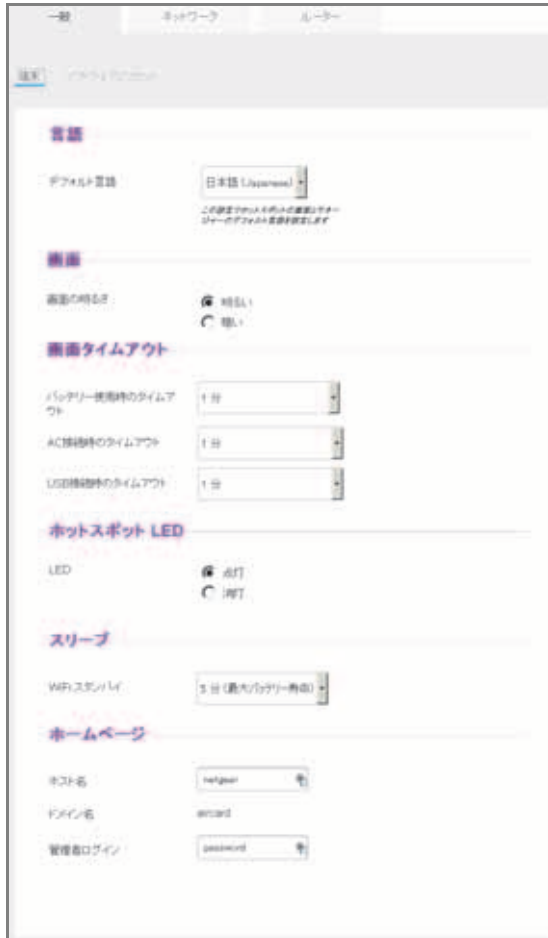 一般 ネットワーク ルーター
端末
言語
デフォルト言語 日本語 (Japanese)
この設定でホットスポットの画面とマネー
ジャーのデフォルト言語を設定します
画面
画面の明るさ 明るい
暗い
画面タイムアウト
バッテリー使用時のタイムア
ウト
1 分
AC接続時のタイムアウト 1 分
USB接続時のタイムアウト 1 分
ホットスポット LED
LED 点灯
消灯
スリープ
WiFiスタンバイ 5 分 (最大バッテリー寿命)
ホームページ
ホスト名 netgear
ドメイン名 aircard
管理者ログイン password